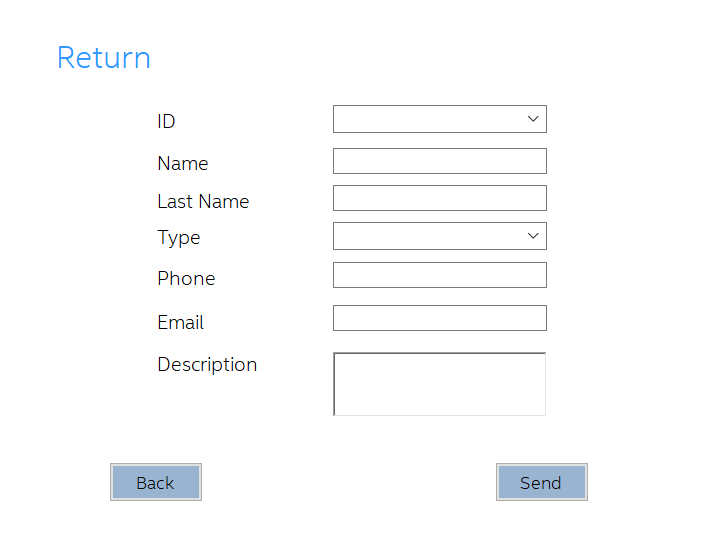 Return
ID
Name
Last Name
Type
Phone
Email
Description
Back Send